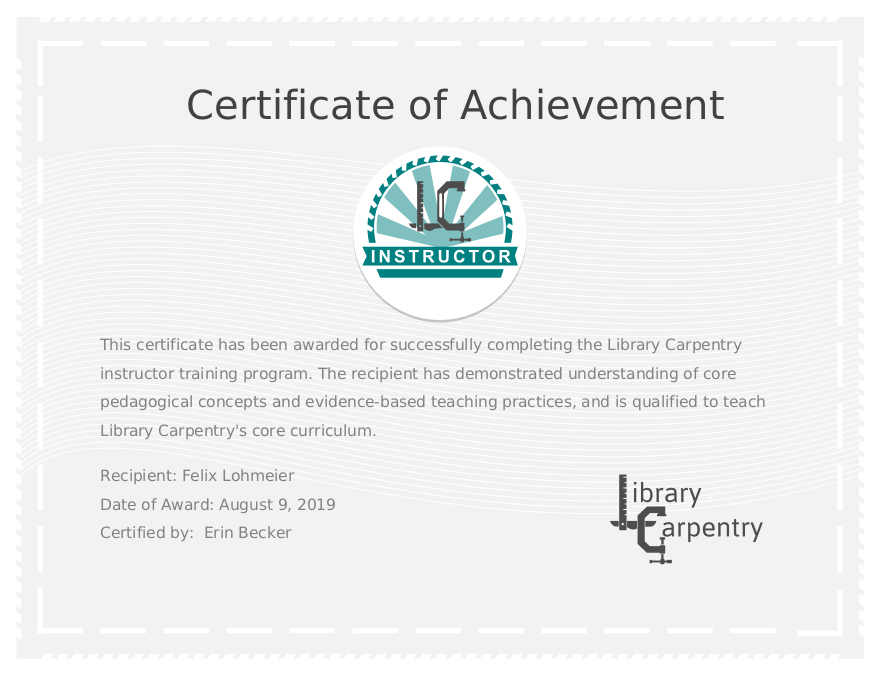 Certificate of Achievement
LC
INSTRUCTOR
This certificate has been awarded for successfully completing the Library Carpentry
instructor training program. The recipient has demonstrated understanding of core
pedagogical concepts and evidence-based teaching practices, and is qualified to teach
Library Carpentry's core curriculum.
Recipient: Felix Lohmeier
Date of Award: August 9, 2019
Certified by:  Erin Becker
Library
Carpentry